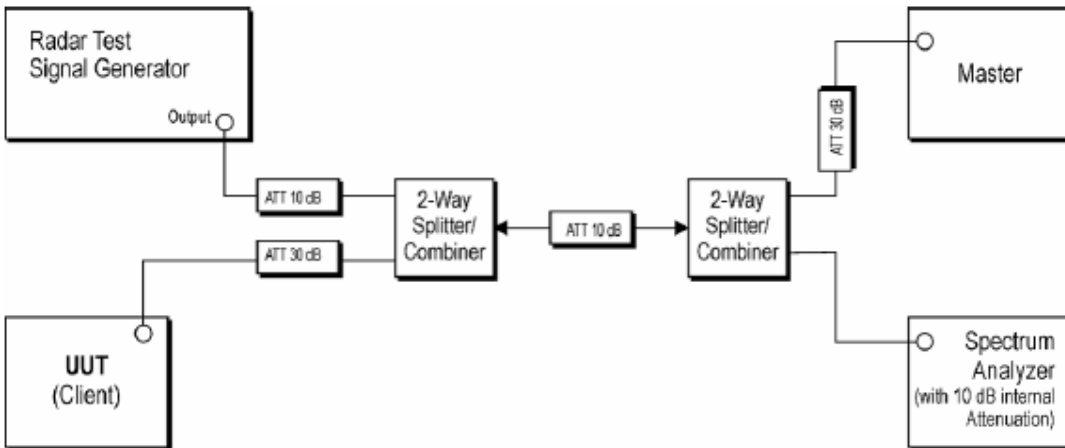 Radar Test
Signal Generator
Output
Master
ATT 30 dB
ATT 10 dB
2-Way
Splitter/
Combiner
ATT 10 dB
2-Way
Splitter/
Combiner
ATT 30 dB
UUT
(Client)
Spectrum
Analyzer
(with 10 dB internal
Attenuation)